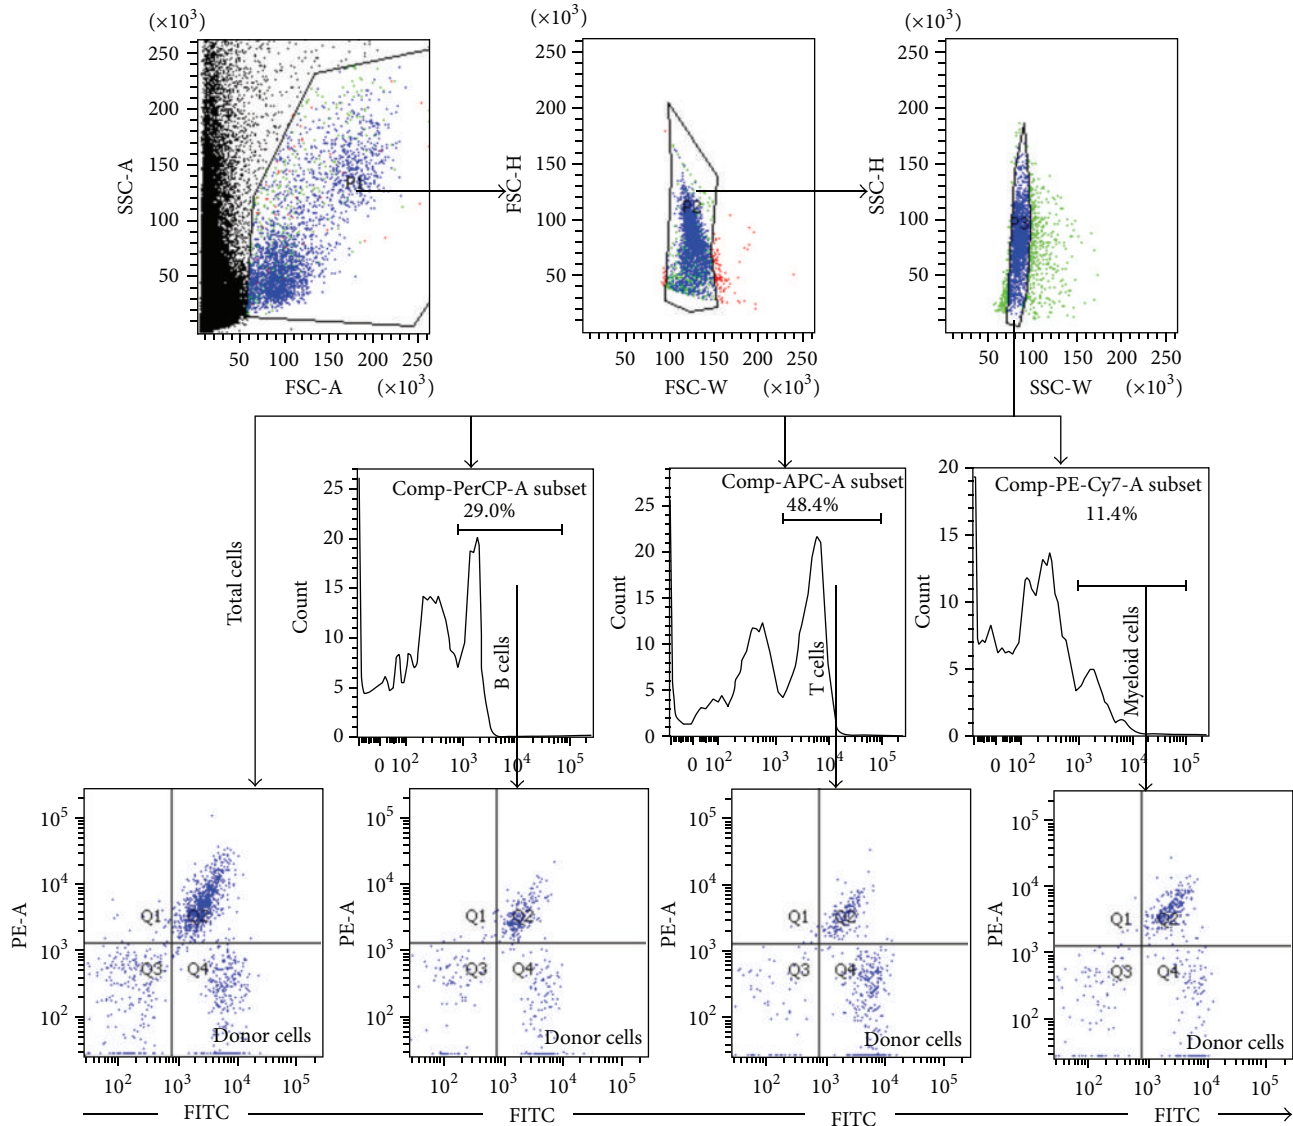 (×10³)
250
200
150
100
50
SSC-A
P1
50 100 150 200 250
FSC-A (×10³)
(×10³)
250
200
150
100
50
FSC-H
P2
50 100 150 200 250
FSC-W (×10³)
(×10³)
250
200
150
100
50
SSC-H
P3
50 100 150 200 250
SSC-W (×10³)
Total cells
Comp-PerCP-A subset
29.0%
25
20
15
10
5
0
Count
B cells
0 10² 10³ 10⁴ 10⁵
Comp-APC-A subset
48.4%
25
20
15
10
5
0
Count
T cells
0 10² 10³ 10⁴ 10⁵
Comp-PE-Cy7-A subset
11.4%
20
15
10
5
0
Count
Myeloid cells
0 10² 10³ 10⁴ 10⁵
10⁵
10⁴
10³
10²
PE-A
Q1 Q2
Q3 Q4
Donor cells
10² 10³ 10⁴ 10⁵
FITC
10⁵
10⁴
10³
10²
PE-A
Q1 Q2
Q3 Q4
Donor cells
10² 10³ 10⁴ 10⁵
FITC
10⁵
10⁴
10³
10²
PE-A
Q1 Q2
Q3 Q4
Donor cells
10² 10³ 10⁴ 10⁵
FITC
10⁵
10⁴
10³
10²
PE-A
Q1 Q2
Q3 Q4
Donor cells
10² 10³ 10⁴ 10⁵
FITC